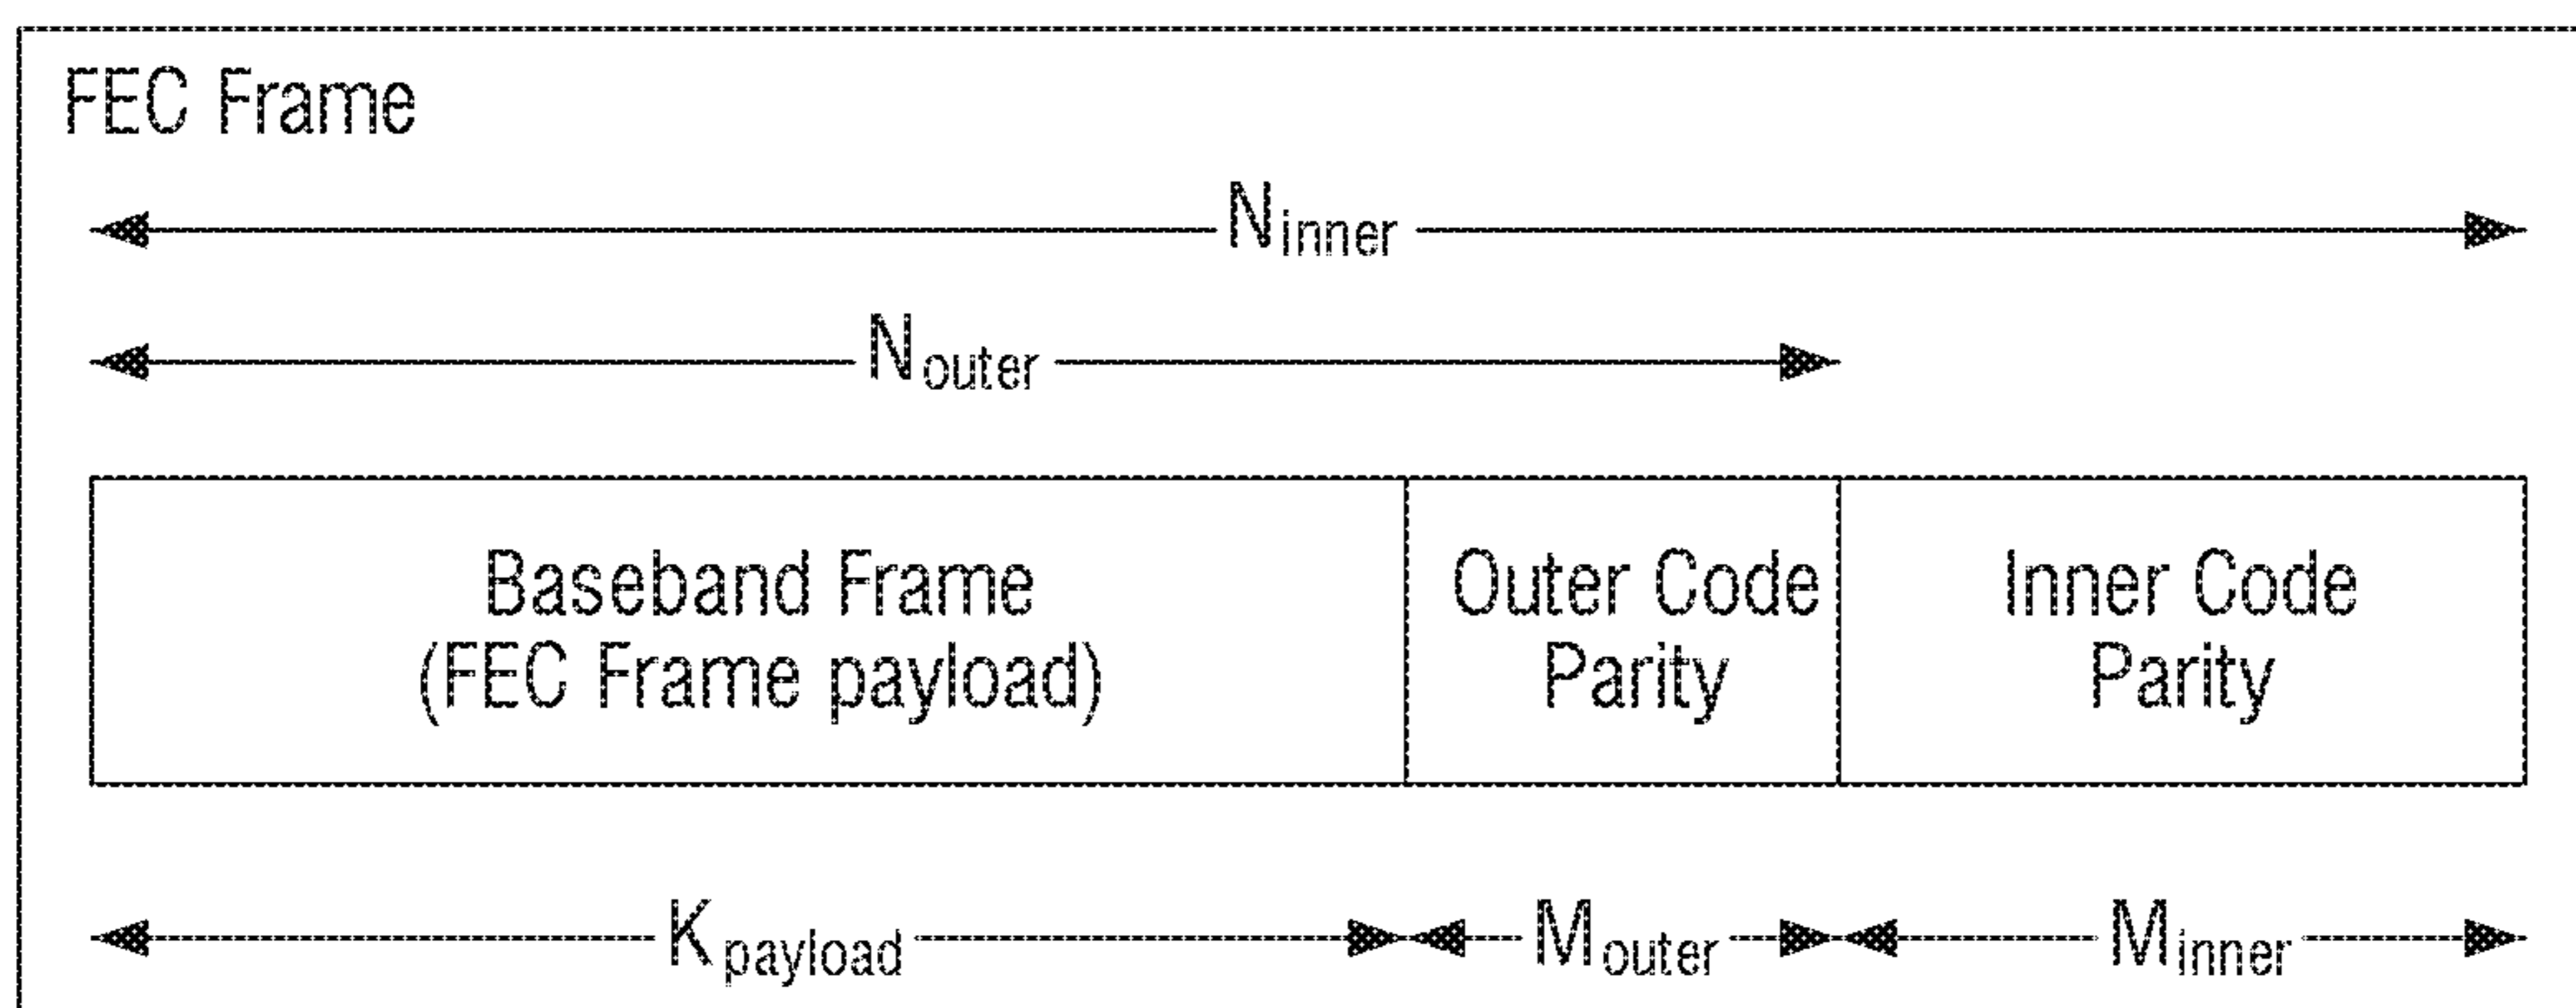 FEC Frame
Ninner
Nouter
Baseband Frame
(FEC Frame payload)
Outer Code
Parity
Inner Code
Parity
Kpayload
Mouter
Minner